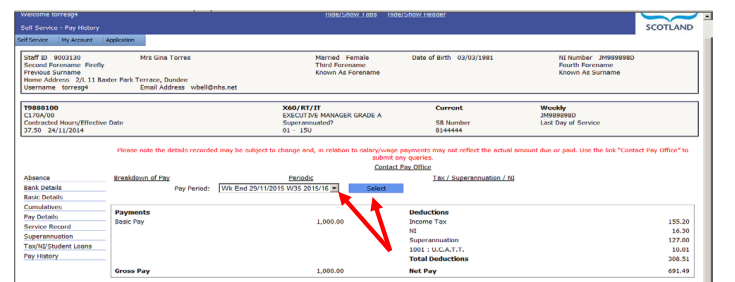 Welcome torresg4 Hide/Show Tabs Hide/Show Header
SCOTLAND
Self Service - Pay History
Self Service My Account Application
Staff ID 9003130 Mrs Gina Torres Married Female Date of Birth 03/03/1981 NI Number JM989898D
Second Forename Firefly Third Forename Fourth Forename
Previous Surname Known As Forename Known As Surname
Home Address 2/L 11 Baxter Park Terrace, Dundee
Username torresg4 Email Address wbell@nhs.net
T9888100 X60/RT/IT Current Weekly
C170A/00 EXECUTIVE MANAGER GRADE A JM989898D
Contracted Hours/Effective Date Superannuated? SB Number Last Day of Service
37.50 24/11/2014 01 - 15U 8144444
Please note the details recorded may be subject to change and, in relation to salary/wage payments may not reflect the actual amount due or paid. Use the link "Contact Pay Office" to
submit any queries.
Contact Pay Office
Absence Breakdown of Pay Periodic Tax / Superannuation / NI
Bank Details Pay Period: Wk End 29/11/2015 W35 2015/16 Select
Basic Details
Cumulatives
Pay Details Payments Deductions
Service Record Basic Pay 1,000.00 Income Tax 155.20
NI 16.30
Superannuation Superannuation 127.00
Tax/NI/Student Loans 1001 : U.C.A.T.T. 10.01
Pay History Total Deductions 308.51
Gross Pay 1,000.00 Net Pay 691.49